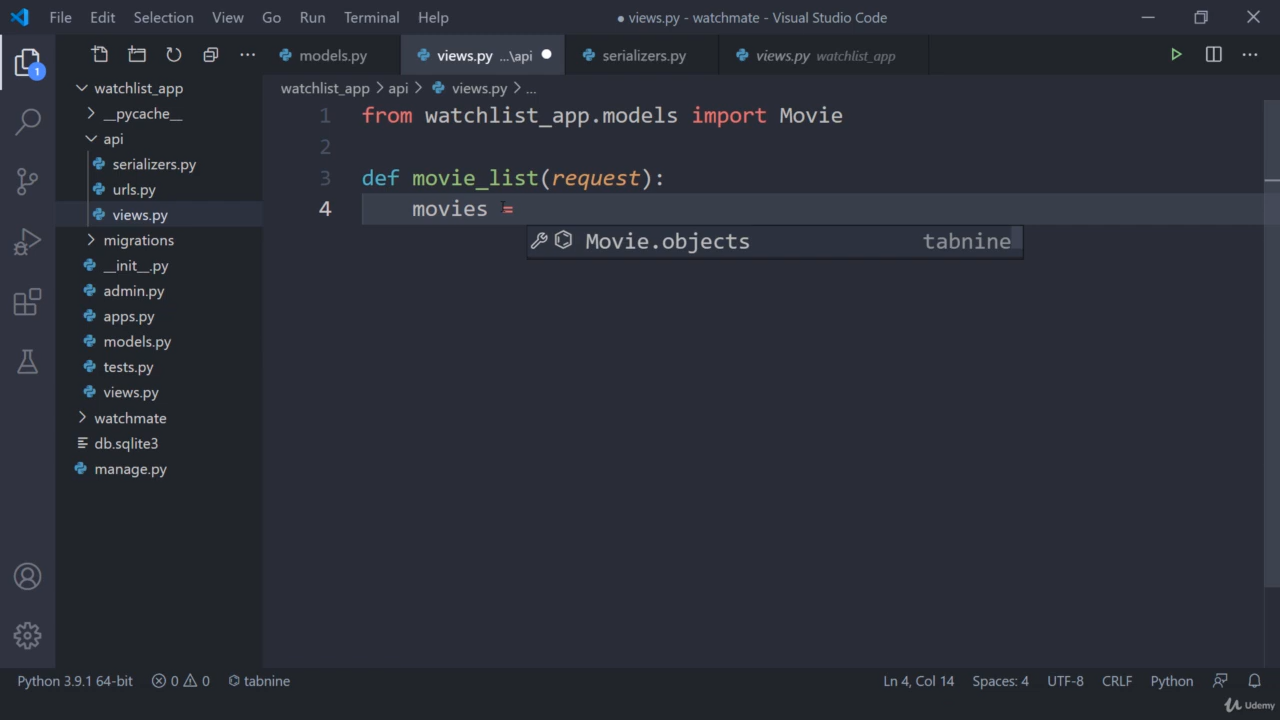 File Edit Selection View Go Run Terminal Help
● views.py - watchmate - Visual Studio Code
1
models.py
views.py ...\api
serializers.py
views.py watchlist_app
watchlist_app > api > views.py > ...
watchlist_app
__pycache__
api
serializers.py
urls.py
views.py
migrations
__init__.py
admin.py
apps.py
models.py
tests.py
views.py
watchmate
db.sqlite3
manage.py
1 from watchlist_app.models import Movie
2
3 def movie_list(request):
4 movies =
Movie.objects tabnine
Python 3.9.1 64-bit 0 0 tabnine
Ln 4, Col 14 Spaces: 4 UTF-8 CRLF Python
Udemy